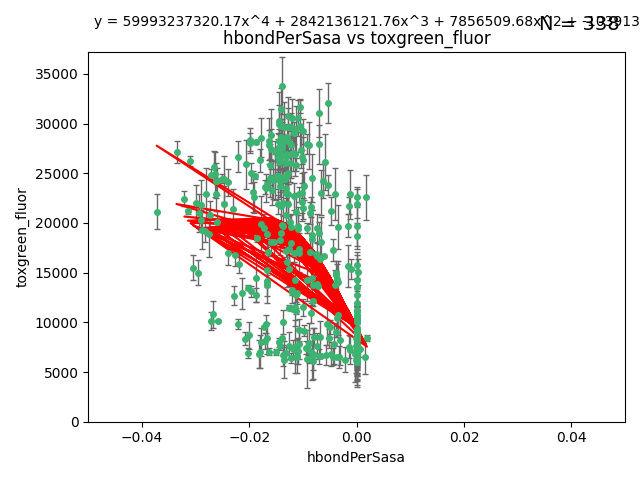 y = 59993237320.17x^4 + 2842136121.76x^3 + 7856509.68x^2 +
N = 338
hbondPerSasa vs toxgreen_fluor
35000
30000
25000
20000
15000
10000
5000
0
toxgreen_fluor
−0.04 −0.02 0.00 0.02 0.04
hbondPerSasa